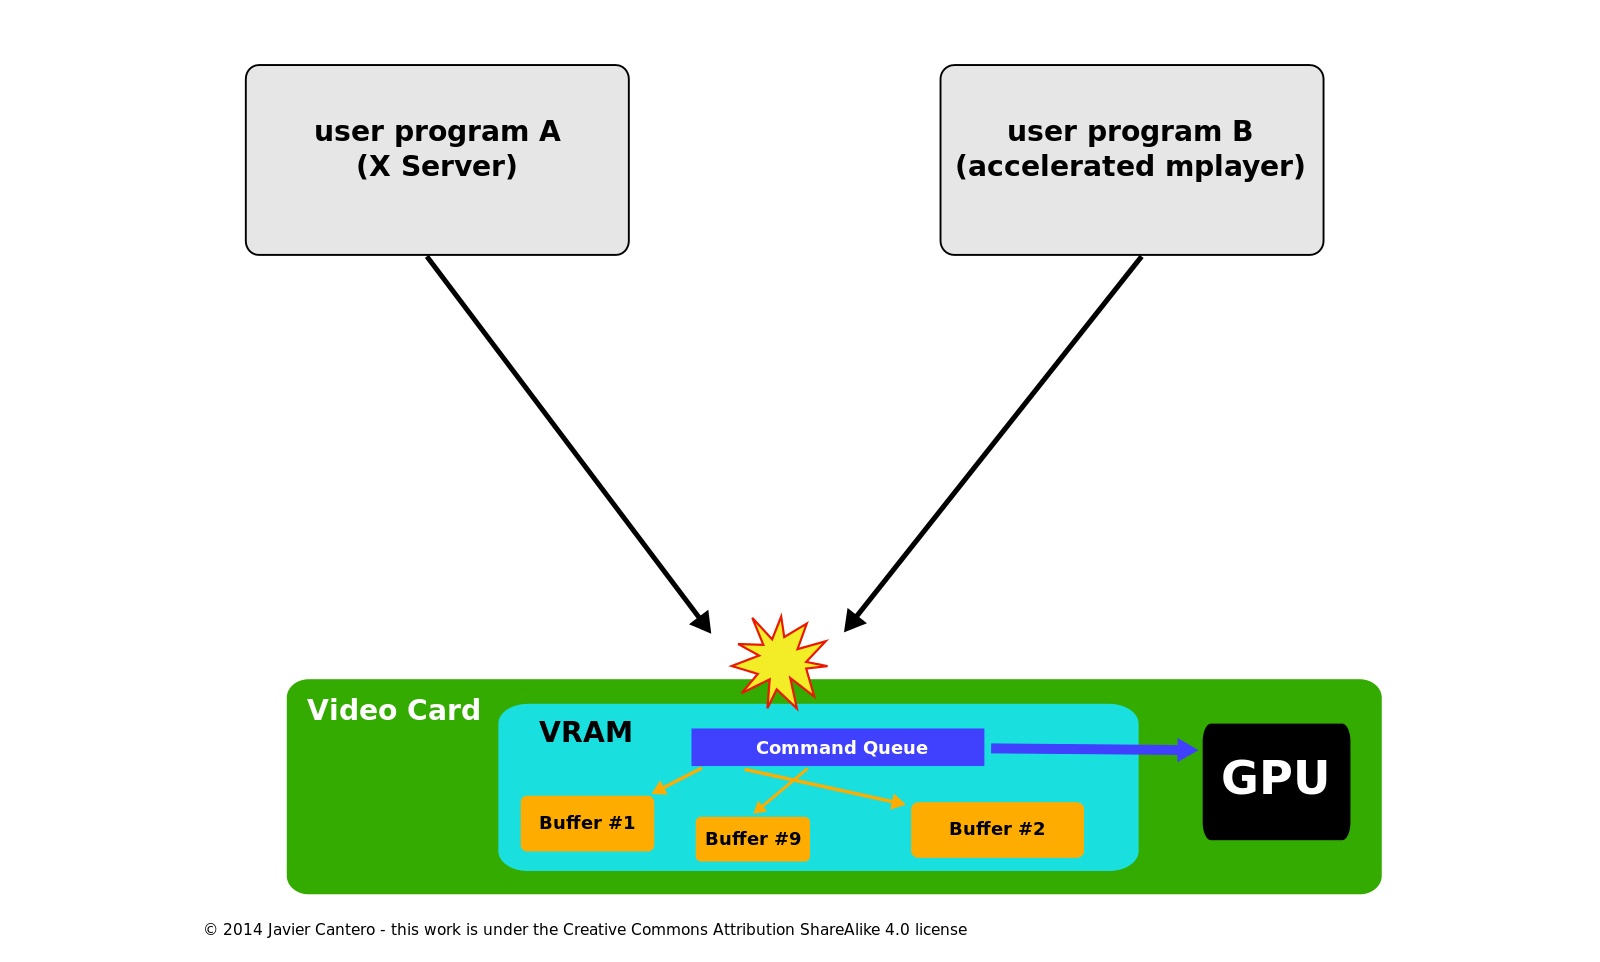 user program A
(X Server)
user program B
(accelerated mplayer)
Video Card
VRAM
Command Queue
GPU
Buffer #1
Buffer #9
Buffer #2
© 2014 Javier Cantero - this work is under the Creative Commons Attribution ShareAlike 4.0 license